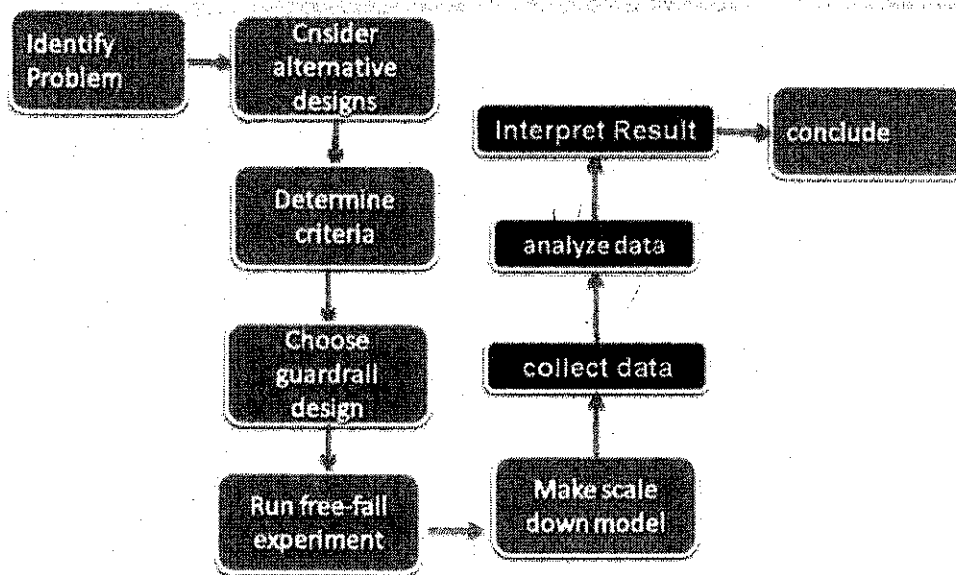 Identify
Problem
Cnsider
alternative
designs
Determine
criteria
Choose
guardrail
design
Run free-fall
experiment
Make scale
down model
collect data
analyze data
Interpret Result
conclude